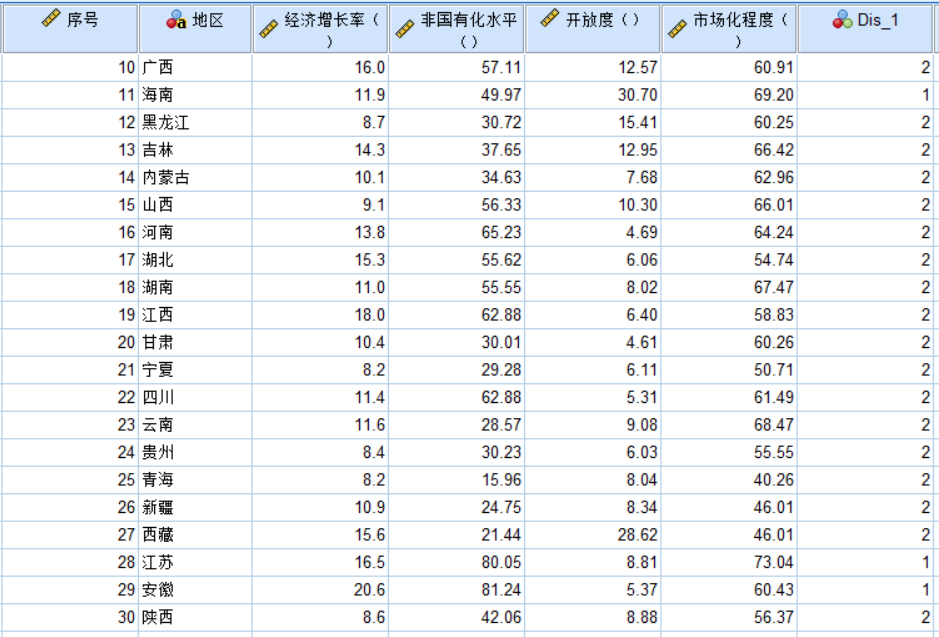 序号 地区 经济增长率（） 非国有化水平（） 开放度（） 市场化程度（） Dis_1
10 广西 16.0 57.11 12.57 60.91 2
11 海南 11.9 49.97 30.70 69.20 1
12 黑龙江 8.7 30.72 15.41 60.25 2
13 吉林 14.3 37.65 12.95 66.42 2
14 内蒙古 10.1 34.63 7.68 62.96 2
15 山西 9.1 56.33 10.30 66.01 2
16 河南 13.8 65.23 4.69 64.24 2
17 湖北 15.3 55.62 6.06 54.74 2
18 湖南 11.0 55.55 8.02 67.47 2
19 江西 18.0 62.88 6.40 58.83 2
20 甘肃 10.4 30.01 4.61 60.26 2
21 宁夏 8.2 29.28 6.11 50.71 2
22 四川 11.4 62.88 5.31 61.49 2
23 云南 11.6 28.57 9.08 68.47 2
24 贵州 8.4 30.23 6.03 55.55 2
25 青海 8.2 15.96 8.04 40.26 2
26 新疆 10.9 24.75 8.34 46.01 2
27 西藏 15.6 21.44 28.62 46.01 2
28 江苏 16.5 80.05 8.81 73.04 1
29 安徽 20.6 81.24 5.37 60.43 1
30 陕西 8.6 42.06 8.88 56.37 2